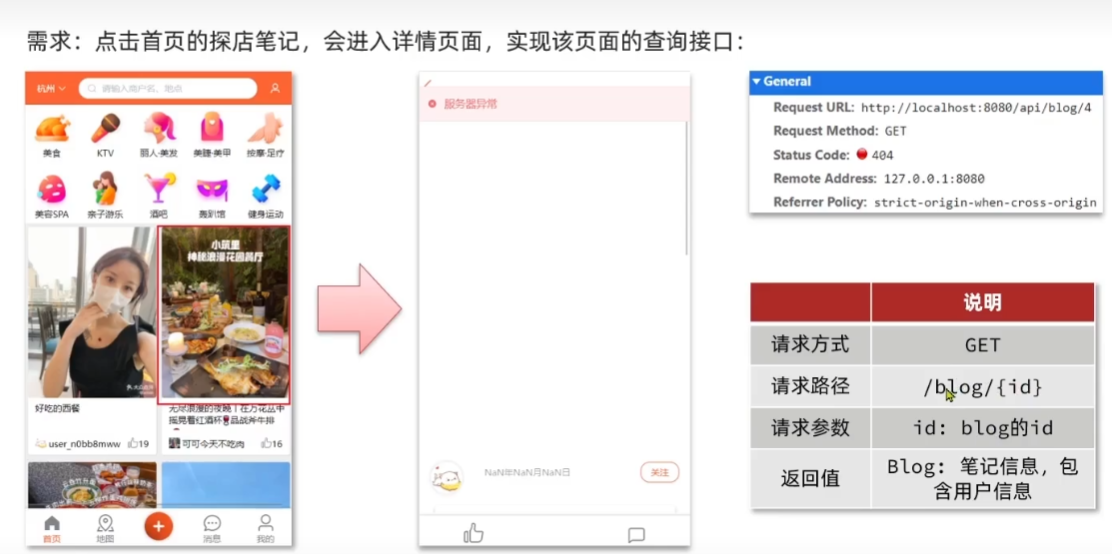 需求：点击首页的探店笔记，会进入详情页面，实现该页面的查询接口：
杭州
请输入商户名、地点
美食 KTV 丽人·美发 美睫·美甲 按摩·足疗
美容SPA 亲子游乐 酒吧 轰趴馆 健身运动
小筑里
神秘浪漫花园餐厅
好吃的西餐
user_n0bb8mww 19
无尽浪漫的夜晚丨在万花丛中
摇晃着红酒杯🍷品战斧牛排
可可今天不吃肉 16
首页 地图 + 消息 我的
服务器异常
NaN年NaN月NaN日
关注
General
Request URL: http://localhost:8080/api/blog/4
Request Method: GET
Status Code: 404
Remote Address: 127.0.0.1:8080
Referrer Policy: strict-origin-when-cross-origin
说明
请求方式 GET
请求路径 /blog/{id}
请求参数 id: blog的id
返回值 Blog: 笔记信息，包
含用户信息